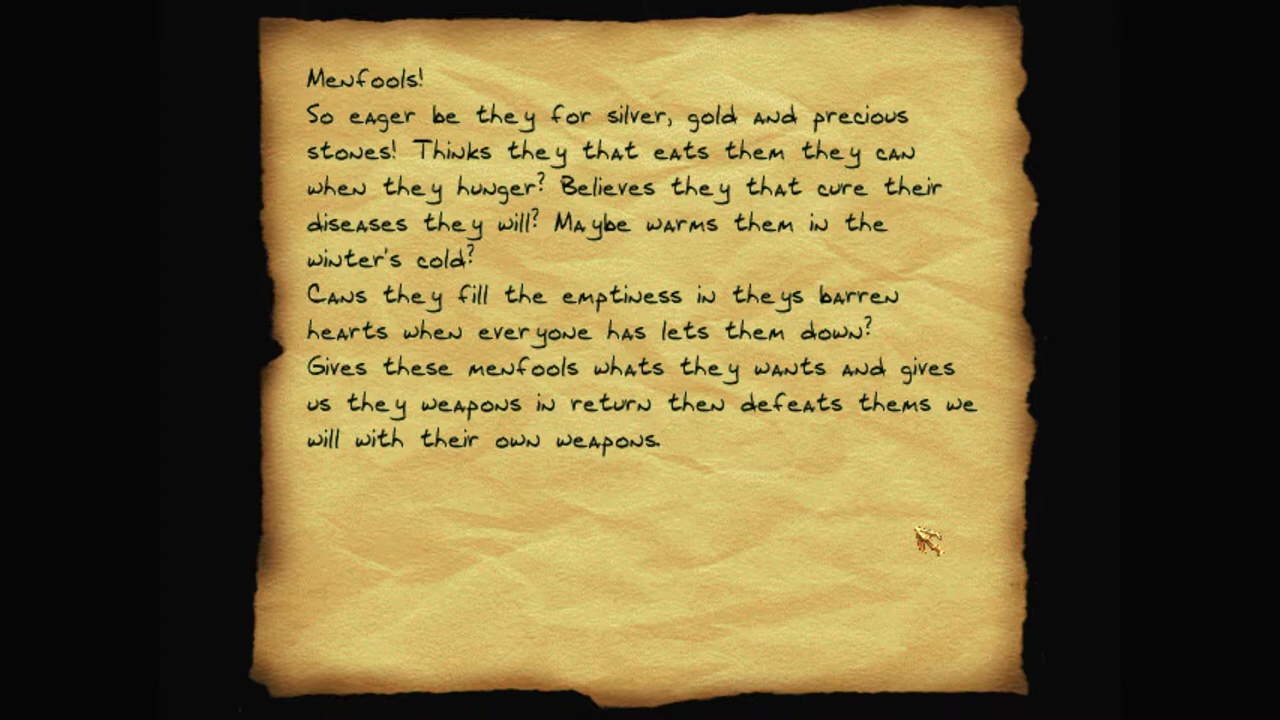 Menfools!
So eager be they for silver, gold and precious
stones! Thinks they that eats them they can
when they hunger? Believes they that cure their
diseases they will? Maybe warms them in the
winter's cold?
Cans they fill the emptiness in theys barren
hearts when everyone has lets them down?
Gives these menfools whats they wants and gives
us they weapons in return then defeats thems we
will with their own weapons.